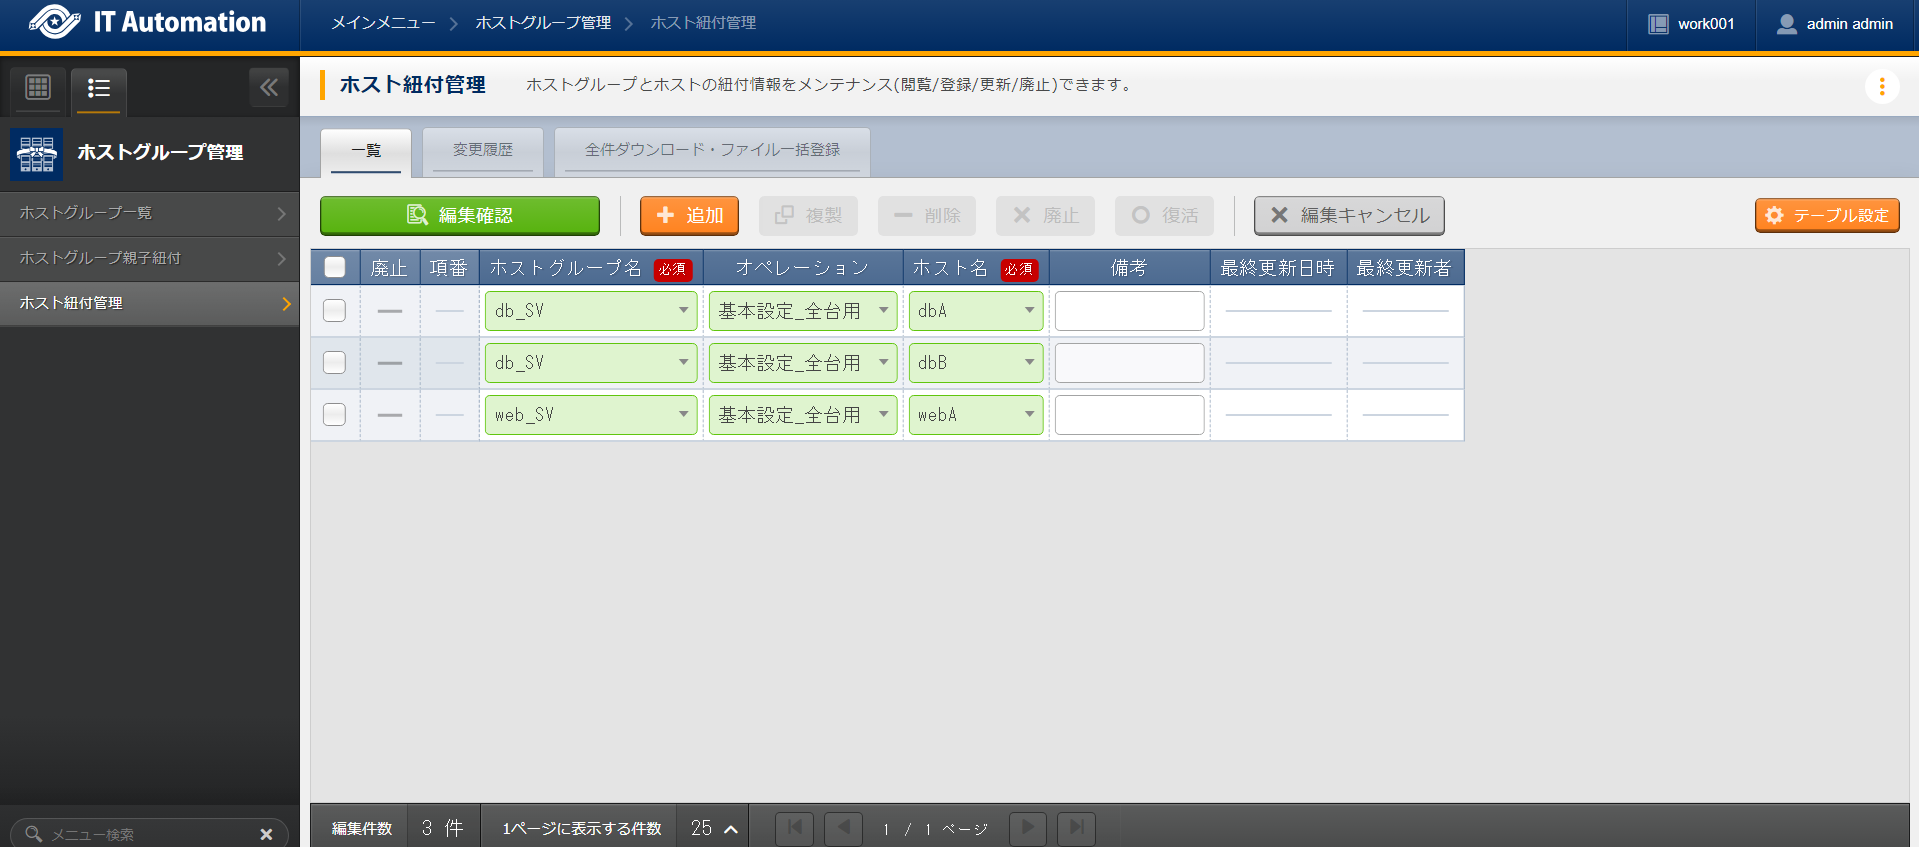 IT Automation
メインメニュー ホストグループ管理 ホスト紐付管理
work001 admin admin
ホストグループ管理
ホストグループ一覧
ホストグループ親子紐付
ホスト紐付管理
メニュー検索
ホスト紐付管理 ホストグループとホストの紐付情報をメンテナンス(閲覧/登録/更新/廃止)できます。
一覧 変更履歴 全件ダウンロード・ファイル一括登録
編集確認 追加 複製 削除 廃止 復活 編集キャンセル テーブル設定
廃止 項番 ホストグループ名 必須 オペレーション ホスト名 必須 備考 最終更新日時 最終更新者
db_SV 基本設定_全台用 dbA
db_SV 基本設定_全台用 dbB
web_SV 基本設定_全台用 webA
編集件数 3 件 1ページに表示する件数 25 1 / 1 ページ